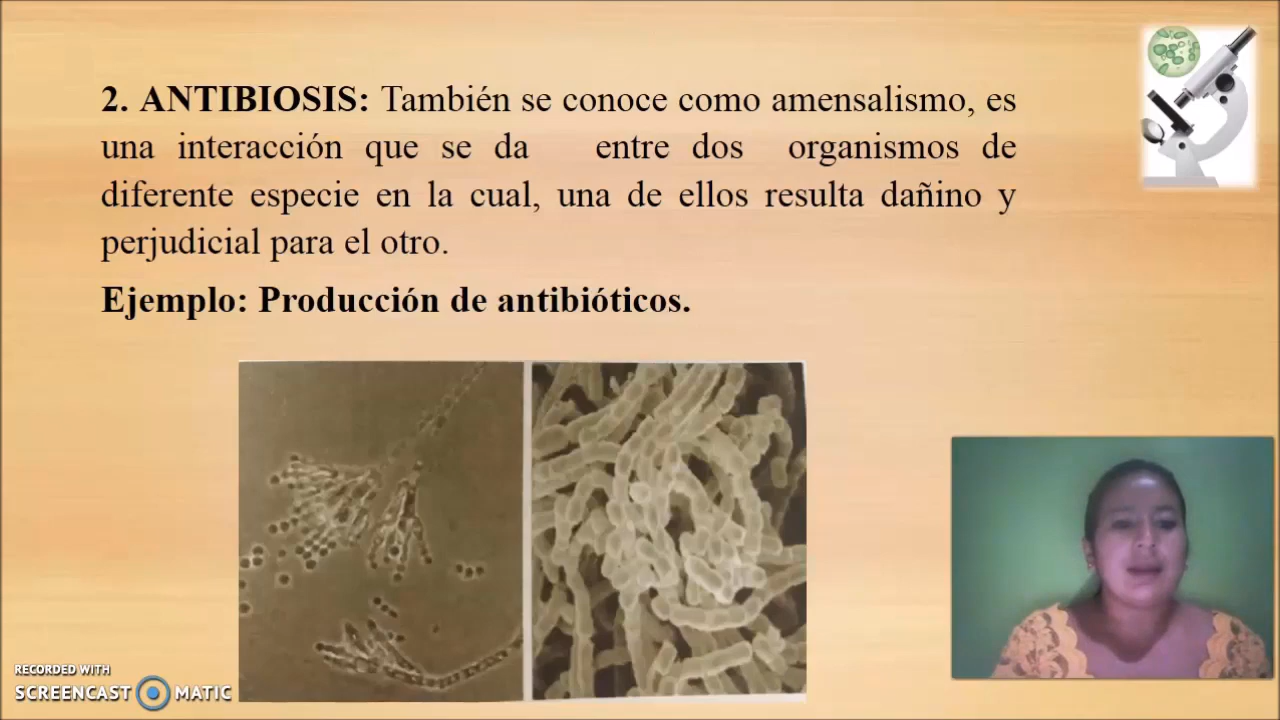 2. ANTIBIOSIS: También se conoce como amensalismo, es
una interacción que se da entre dos organismos de
diferente especie en la cual, una de ellos resulta dañino y
perjudicial para el otro.
Ejemplo: Producción de antibióticos.
RECORDED WITH
SCREENCAST MATIC